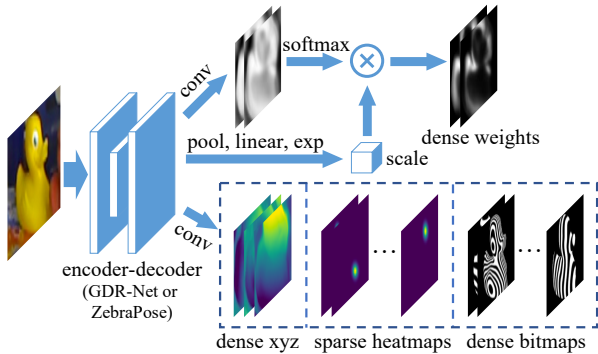 conv
softmax
dense weights
pool, linear, exp
scale
conv
encoder-decoder
(GDR-Net or
ZebraPose)
...
...
dense xyz
sparse heatmaps
dense bitmaps